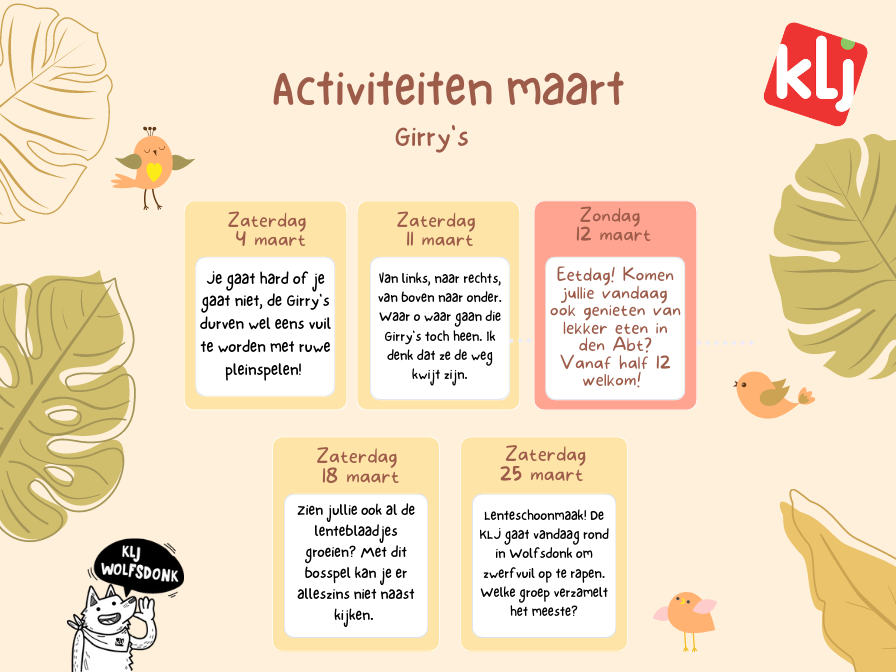 klj
Activiteiten maart
Girry's
Zaterdag
4 maart
Je gaat hard of je
gaat niet, de Girry's
durven wel eens vuil
te worden met ruwe
pleinspelen!
Zaterdag
11 maart
Van links, naar rechts,
van boven naar onder.
Waar o waar gaan die
Girry's toch heen. Ik
denk dat ze de weg
kwijt zijn.
Zondag
12 maart
Eetdag! Komen
jullie vandaag
ook genieten van
lekker eten in
den Abt?
Vanaf half 12
welkom!
Zaterdag
18 maart
Zien jullie ook al de
lenteblaadjes
groeien? Met dit
bosspel kan je er
alleszins niet naast
kijken.
Zaterdag
25 maart
Lenteschoonmaak! De
KLJ gaat vandaag rond
in Wolfsdonk om
zwerfvuil op te rapen.
Welke groep verzamelt
het meeste?
KLJ
WOLFSDONK